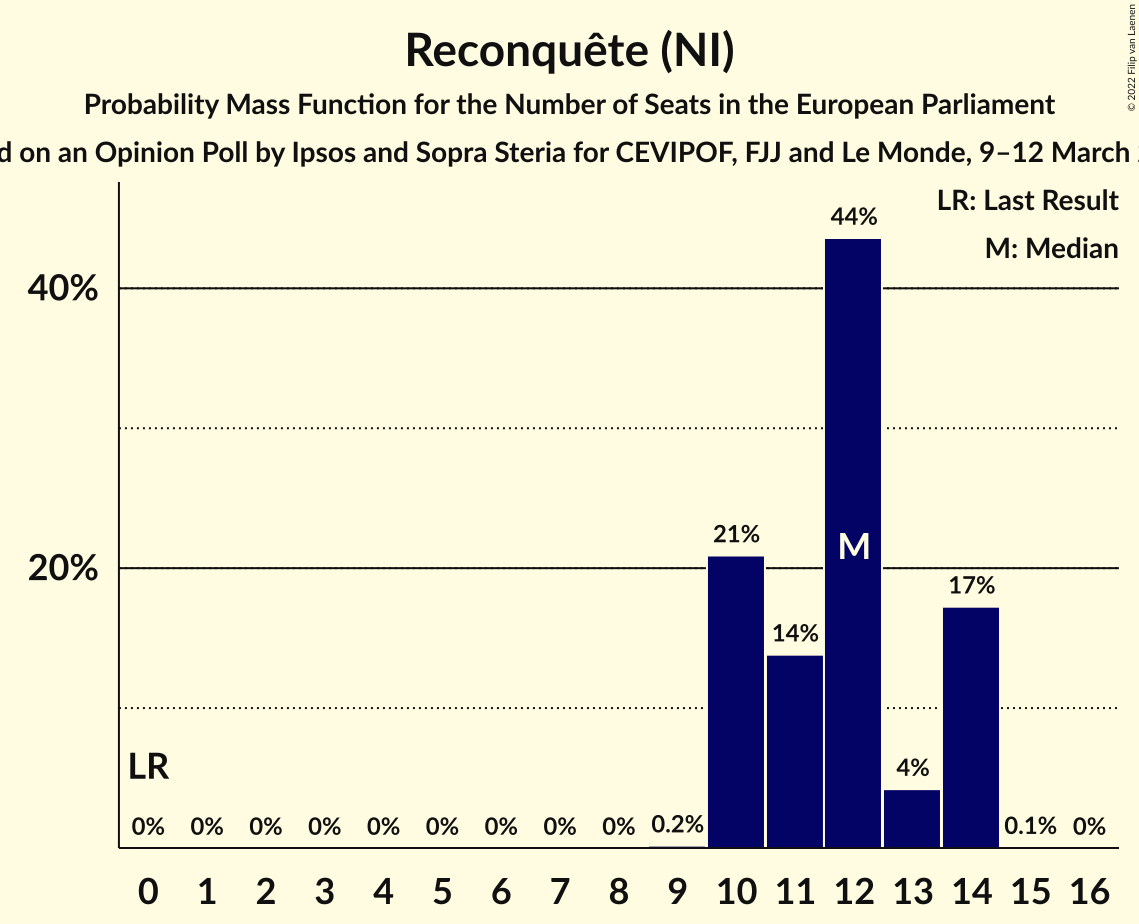 Reconquête (NI)
Probability Mass Function for the Number of Seats in the European Parliament
d on an Opinion Poll by Ipsos and Sopra Steria for CEVIPOF, FJJ and Le Monde, 9–12 March
© 2022 Filip van Laenen
LR: Last Result
M: Median
44%
40%
21%
M
20%
17%
14%
LR
4%
0% 0% 0% 0% 0% 0% 0% 0% 0% 0.2% 0.1% 0%
0 1 2 3 4 5 6 7 8 9 10 11 12 13 14 15 16